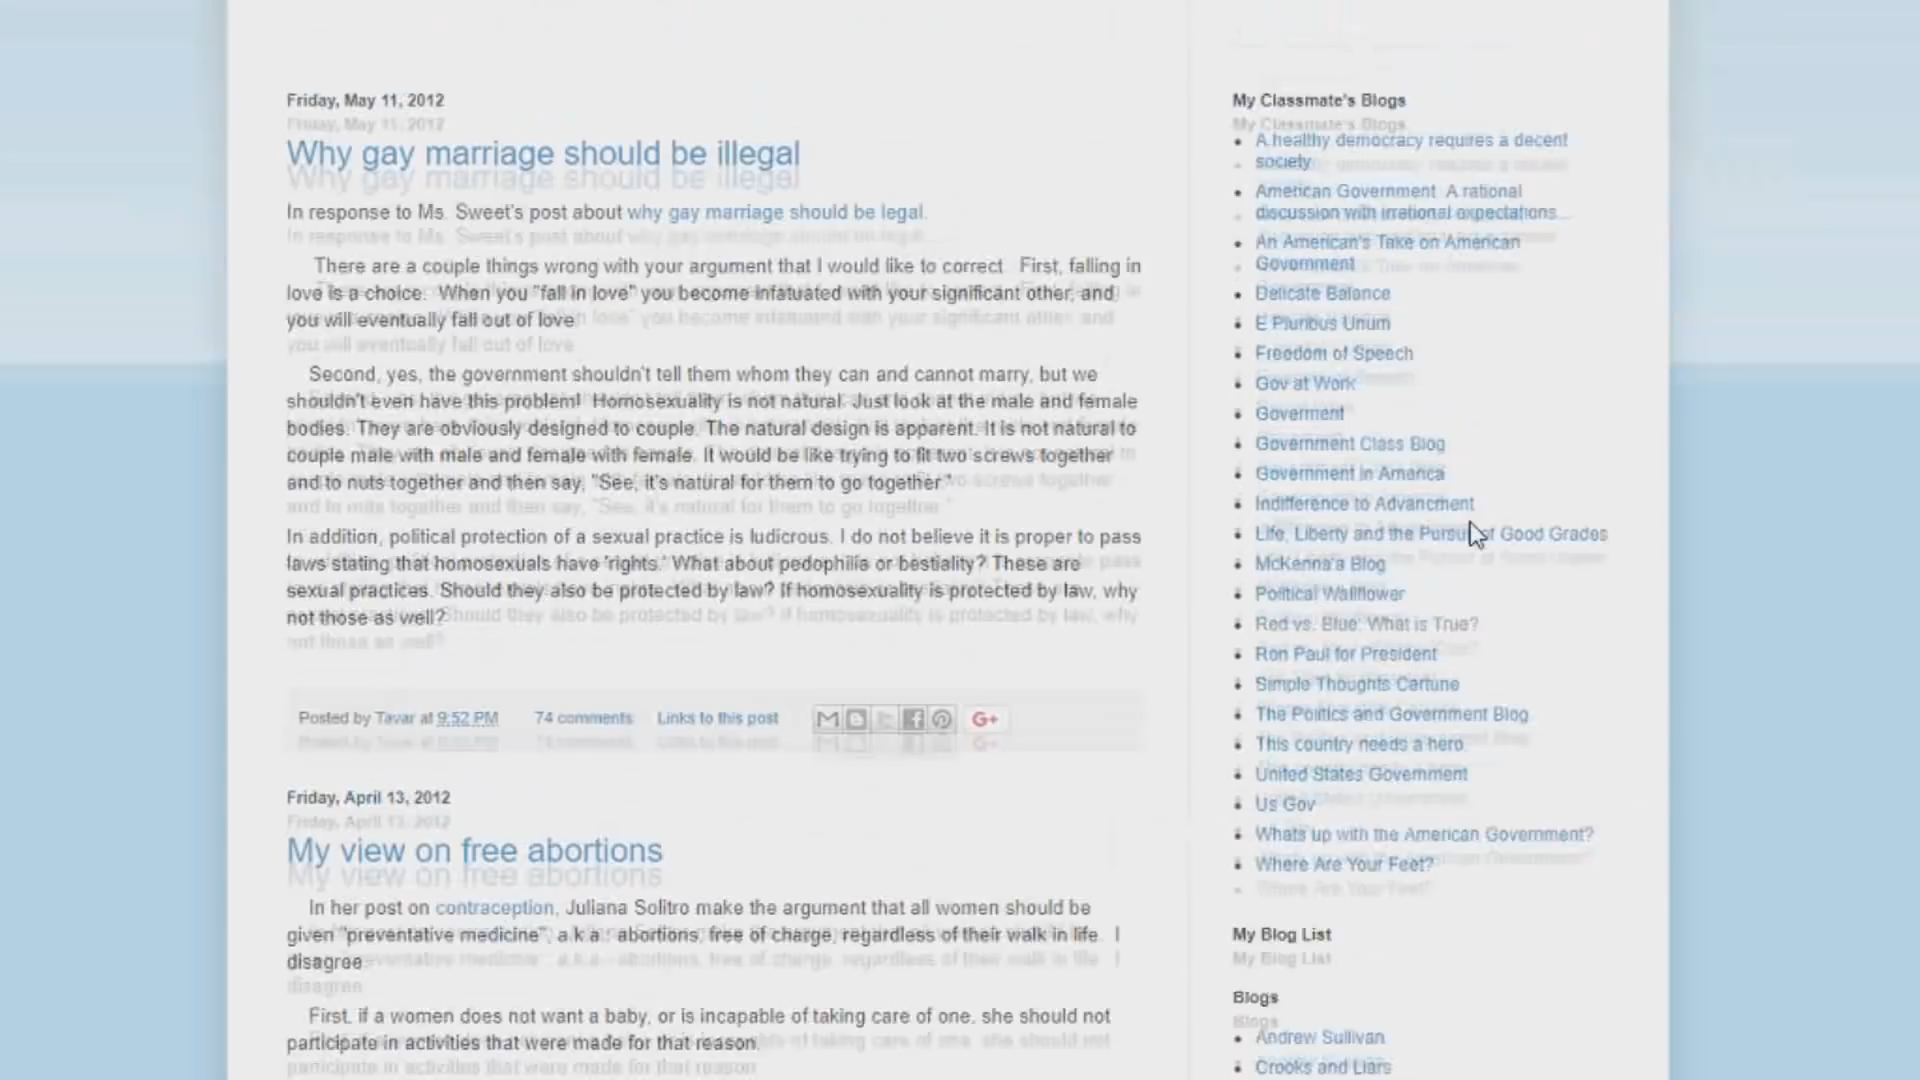 Friday, May 11, 2012
Why gay marriage should be illegal
In response to Ms. Sweet's post about why gay marriage should be legal.
There are a couple things wrong with your argument that I would like to correct. First, falling in
love is a choice. When you "fall in love" you become infatuated with your significant other, and
you will eventually fall out of love.
Second, yes, the government shouldn't tell them whom they can and cannot marry, but we
shouldn't even have this problem! Homosexuality is not natural. Just look at the male and female
bodies. They are obviously designed to couple. The natural design is apparent. It is not natural to
couple male with male and female with female. It would be like trying to fit two screws together
and to nuts together and then say, "See, it's natural for them to go together."
In addition, political protection of a sexual practice is ludicrous. I do not believe it is proper to pass
laws stating that homosexuals have 'rights.' What about pedophilia or bestiality? These are
sexual practices. Should they also be protected by law? If homosexuality is protected by law, why
not those as well?
Posted by Tavar at 9:52 PM 74 comments Links to this post
G+
Friday, April 13, 2012
My view on free abortions
In her post on contraception, Juliana Solitro make the argument that all women should be
given "preventative medicine", a.k.a.: abortions, free of charge, regardless of their walk in life. I
disagree.
First, if a women does not want a baby, or is incapable of taking care of one, she should not
participate in activities that were made for that reason.
My Classmate's Blogs
A healthy democracy requires a decent
society
American Government A rational
discussion with irrational expectations...
An American's Take on American
Government
Delicate Balance
E Pluribus Unum
Freedom of Speech
Gov at Work
Goverment
Government Class Blog
Government in America
Indifference to Advancment
Life, Liberty and the Pursuit of Good Grades
McKenna'a Blog
Political Wallflower
Red vs. Blue: What is True?
Ron Paul for President
Simple Thoughts Cartune
The Politics and Government Blog
This country needs a hero.
United States Government
Us Gov
Whats up with the American Government?
Where Are Your Feet?
My Blog List
Blogs
Andrew Sullivan
Crooks and Liars